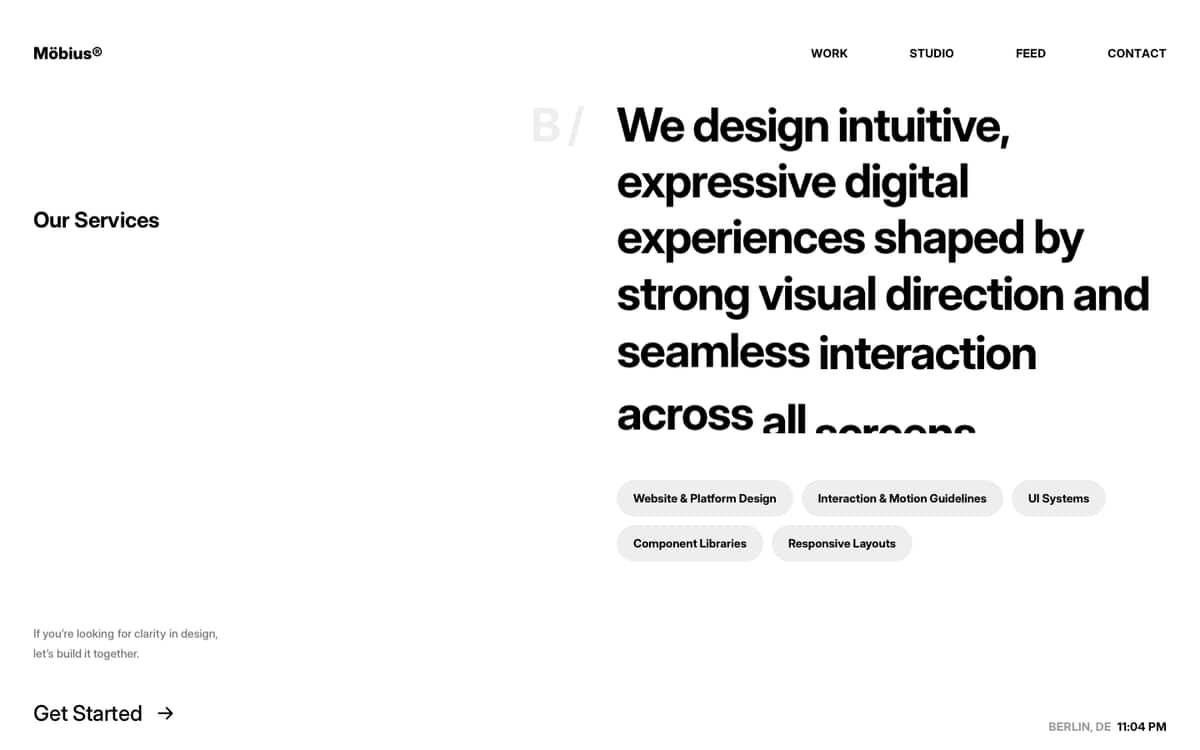 Möbius®
WORK
STUDIO
FEED
CONTACT
B /
We design intuitive,
expressive digital
experiences shaped by
strong visual direction and
seamless interaction
across all screens
Our Services
Website & Platform Design
Interaction & Motion Guidelines
UI Systems
Component Libraries
Responsive Layouts
If you're looking for clarity in design,
let's build it together.
Get Started →
BERLIN, DE 11:04 PM